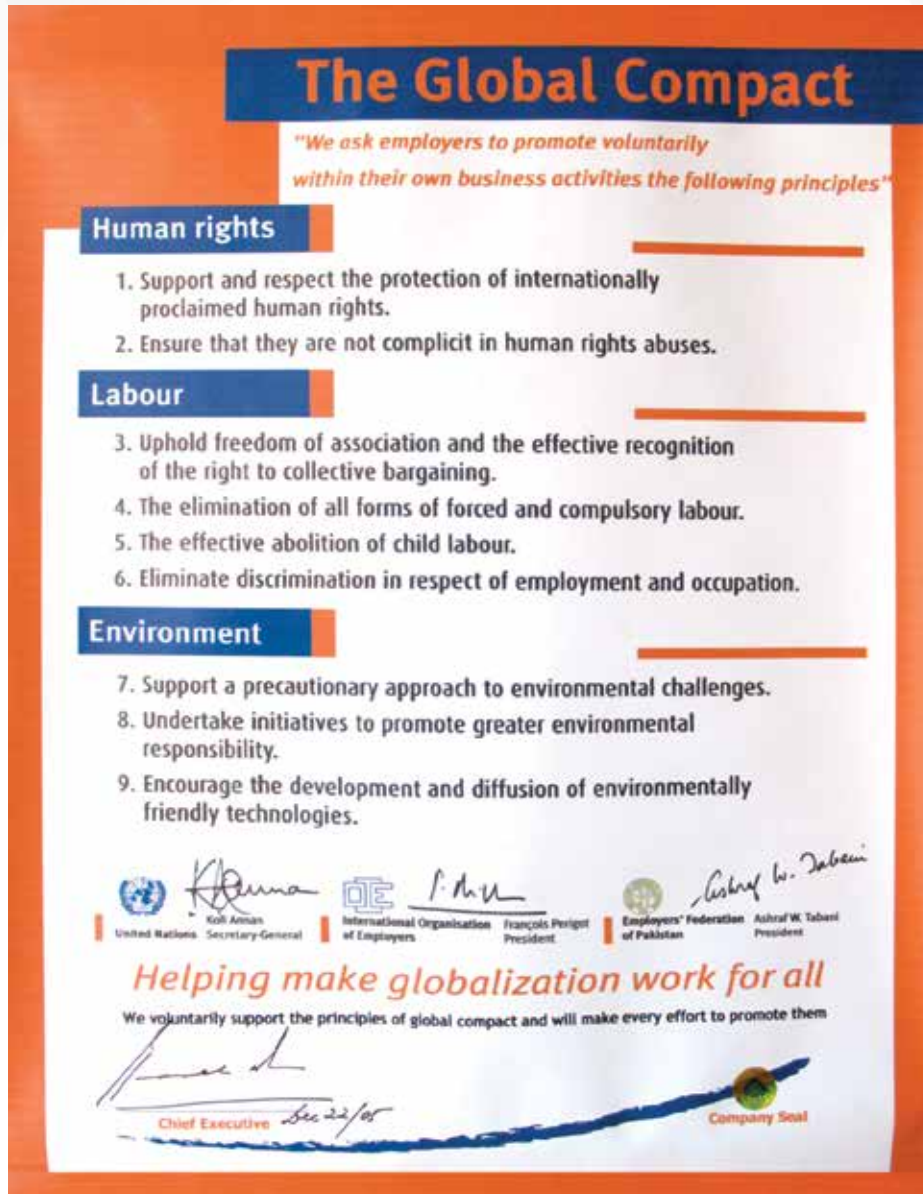 The Global Compact
"We ask employers to promote voluntarily
within their own business activities the following principles"
Human rights
1. Support and respect the protection of internationally
proclaimed human rights.
2. Ensure that they are not complicit in human rights abuses.
Labour
3. Uphold freedom of association and the effective recognition
of the right to collective bargaining.
4. The elimination of all forms of forced and compulsory labour.
5. The effective abolition of child labour.
6. Eliminate discrimination in respect of employment and occupation.
Environment
7. Support a precautionary approach to environmental challenges.
8. Undertake initiatives to promote greater environmental
responsibility.
9. Encourage the development and diffusion of environmentally
friendly technologies.
Ashraf W. Tabani
United Nations
Kofi Annan
Secretary-General
International Organisation
of Employers
François Perigot
President
Employers' Federation
of Pakistan
Ashraf W. Tabani
President
Helping make globalization work for all
We voluntarily support the principles of global compact and will make every effort to promote them
Chief Executive Dec 22/05
Company Seal